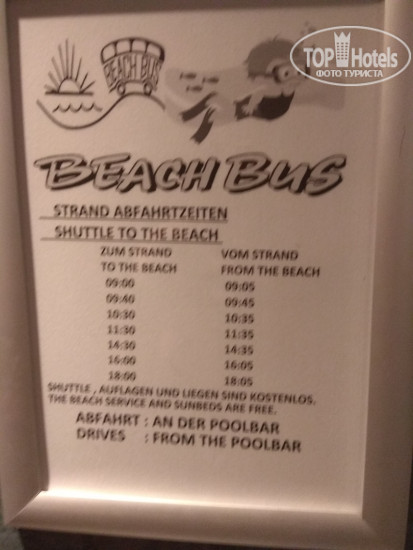 TOP Hotels
ФОТО ТУРИСТА
BEACH BUS
BEACH BUS
STRAND ABFAHRTZEITEN
SHUTTLE TO THE BEACH
ZUM STRAND VOM STRAND
TO THE BEACH FROM THE BEACH
09:00 09:05
09:40 09:45
10:30 10:35
11:30 11:35
14:30 14:35
16:00 16:05
18:00 18:05
SHUTTLE , AUFLAGEN UND LIEGEN SIND KOSTENLOS.
THE BEACH SERVICE AND SUNBEDS ARE FREE.
ABFAHRT : AN DER POOLBAR
DRIVES : FROM THE POOLBAR